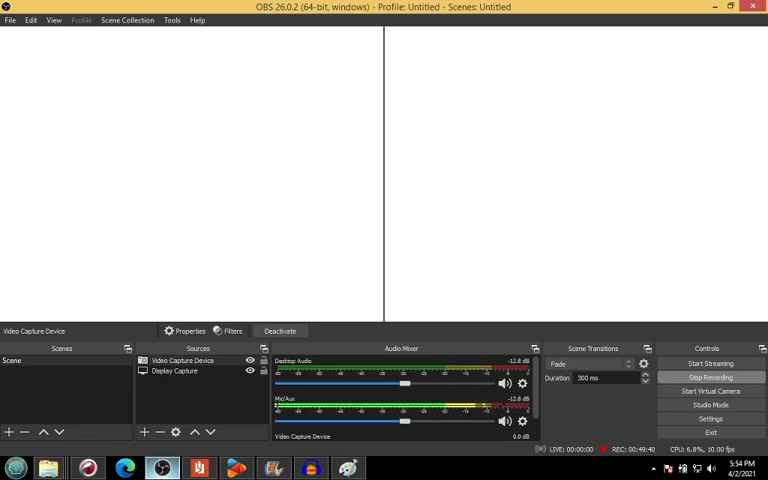 OBS 26.0.2 (64-bit, windows) - Profile: Untitled - Scenes: Untitled
File Edit View Profile Scene Collection Tools Help
Video Capture Device Properties Filters Deactivate
Scenes Sources Audio Mixer Scene Transitions Controls
Scene
Video Capture Device
Display Capture
Desktop Audio -12.8 dB
Mic/Aux -12.8 dB
Video Capture Device 0.0 dB
Fade
Duration 300 ms
Start Streaming
Stop Recording
Start Virtual Camera
Studio Mode
Settings
Exit
LIVE: 00:00:00 REC: 00:49:40 CPU: 6.8%, 10.00 fps
5:54 PM
4/2/2021